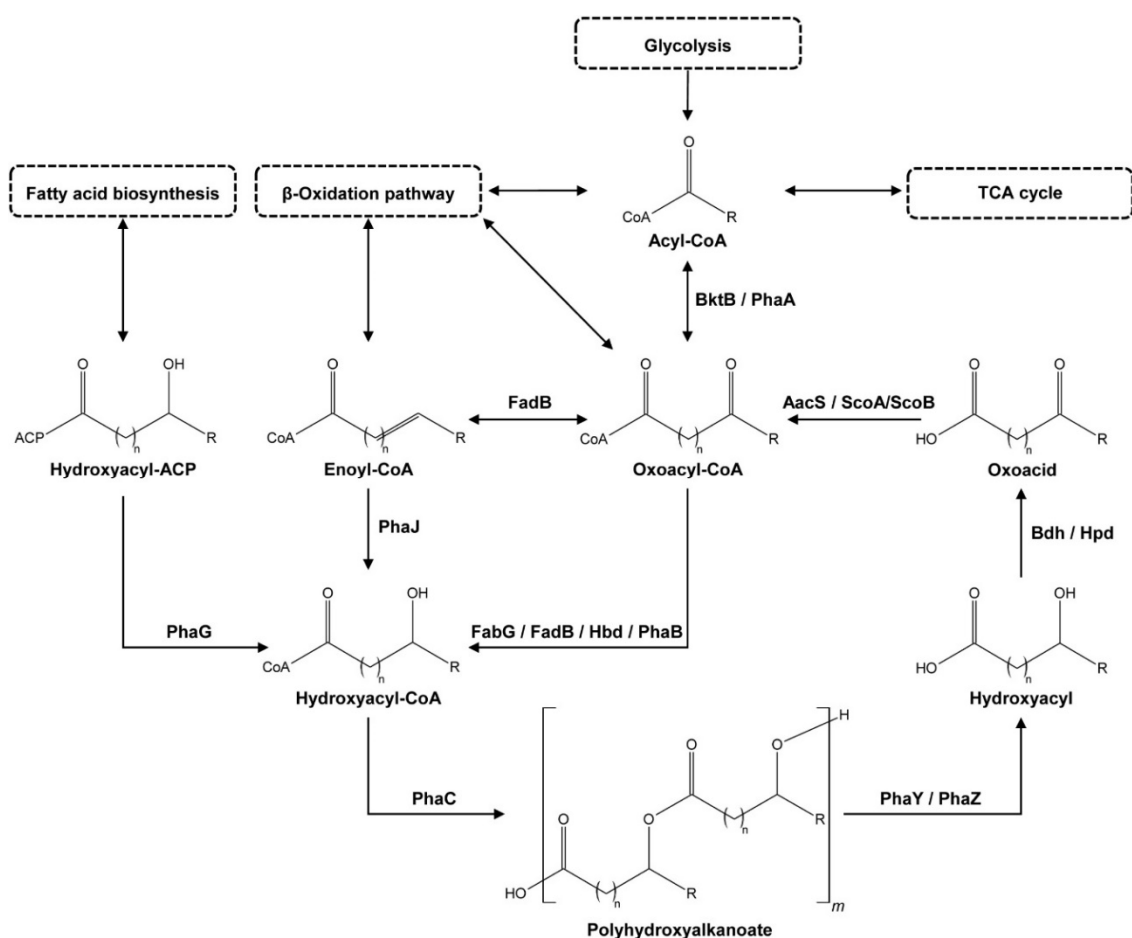 Glycolysis
O
Fatty acid biosynthesis
β-Oxidation pathway
TCA cycle
CoA
R
Acyl-CoA
BktB / PhaA
O
OH
O
O
O
O
O
FadB
AacS / ScoA/ScoB
ACP
( )n
R
CoA
( )n
R
CoA
( )n
R
HO
( )n
R
Hydroxyacyl-ACP
Enoyl-CoA
Oxoacyl-CoA
Oxoacid
PhaJ
Bdh / Hpd
O
OH
O
OH
PhaG
FabG / FadB / Hbd / PhaB
CoA
( )n
R
HO
( )n
R
Hydroxyacyl-CoA
Hydroxyacyl
H
O
O
PhaC
PhaY / PhaZ
O
O
( )n
R
HO
( )n
R
m
Polyhydroxyalkanoate